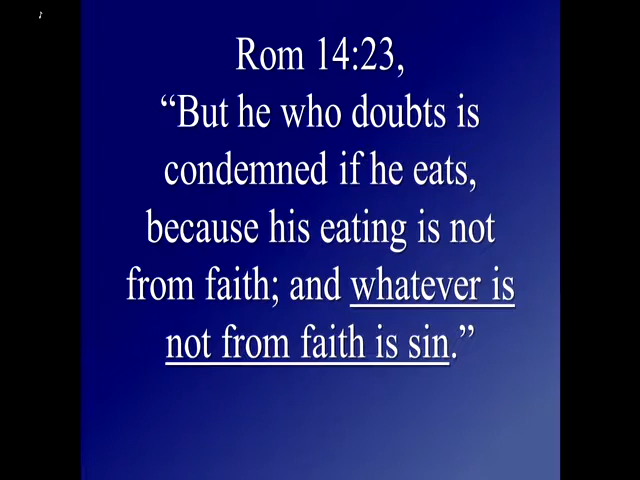 Rom 14:23,
“But he who doubts is
condemned if he eats,
because his eating is not
from faith; and whatever is
not from faith is sin.”